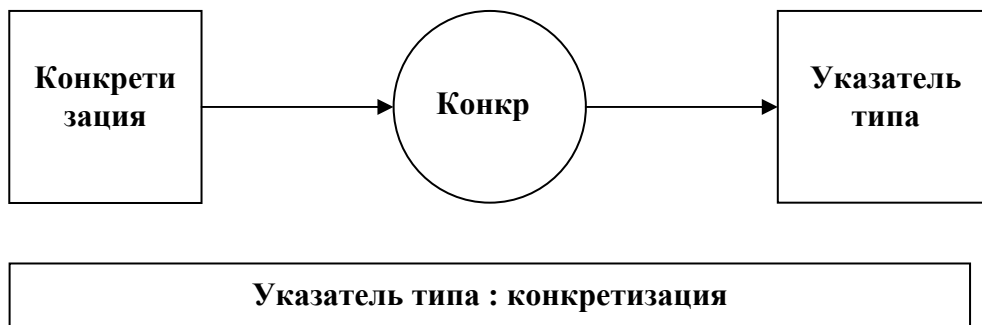 Конкрети
зация
Конкр
Указатель
типа
Указатель типа : конкретизация